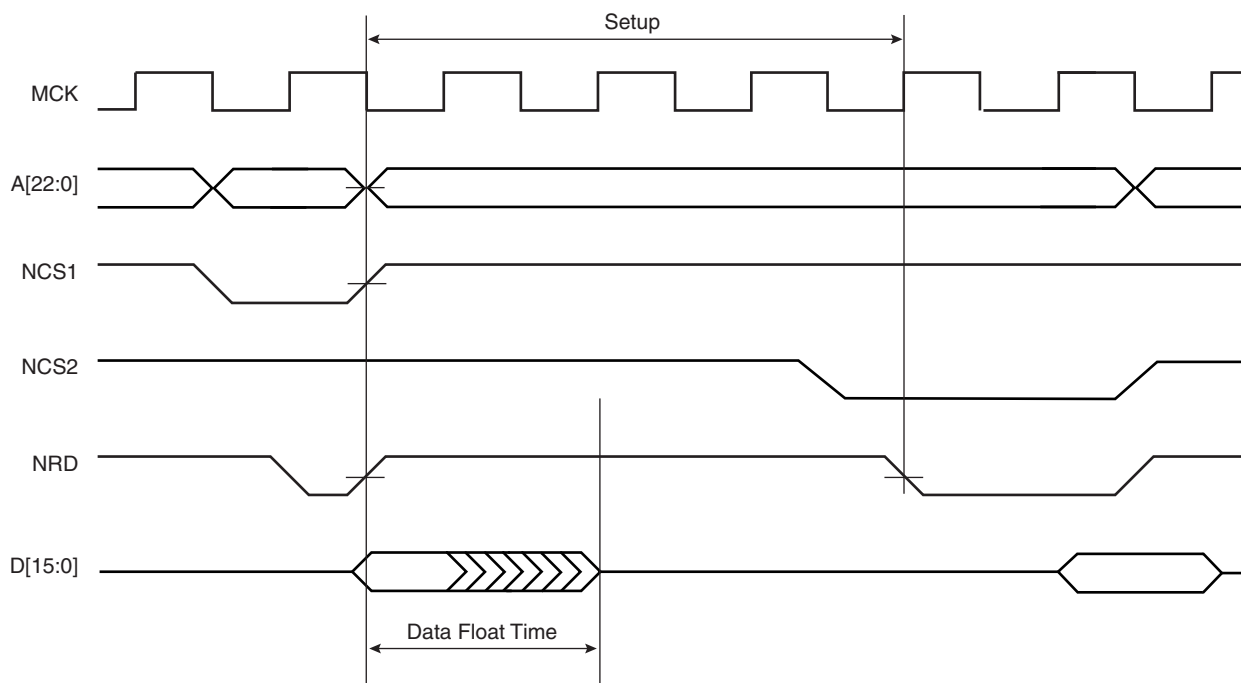 Setup
MCK
A[22:0]
NCS1
NCS2
NRD
D[15:0]
Data Float Time